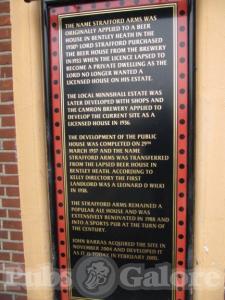 THE NAME STRAFFORD ARMS WAS
ORIGINALLY APPLIED TO A BEER
HOUSE IN BENTLEY HEATH IN THE
LORD STRAFFORD PURCHASED
THE BEER HOUSE FROM THE BREWERY
IN 1933 WHEN THE LICENCE LAPSED TO
BECOME A PRIVATE DWELLING AS THE
LORD NO LONGER WANTED A
LICENSED HOUSE ON HIS ESTATE.
THE LOCAL MINNSHALL ESTATE WAS
LATER DEVELOPED WITH SHOPS AND
THE CAMRON BREWERY APPLIED TO
DEVELOP THE CURRENT SITE AS A
LICENSED HOUSE IN 1936.
THE DEVELOPMENT OF THE PUBLIC
HOUSE WAS COMPLETED ON 29TH
MARCH 1937 AND THE NAME
STRAFFORD ARMS WAS TRANSFERRED
FROM THE LAPSED BEER HOUSE IN
BENTLEY HEATH. ACCORDING TO
KELLY DIRECTORY THE FIRST
LANDLORD WAS A LEONARD D WILKI
IN 1938.
THE STRAFFORD ARMS REMAINED A
POPULAR ALE HOUSE AND WAS
EXTENSIVELY RENOVATED IN 1988 AND
INTO A SPORTS PUB AT THE TURN OF
THE CENTURY.
JOHN BARRAS ACQUIRED THE SITE IN
NOVEMBER 2004 AND DEVELOPED IT
AS IT IS TODAY IN FEBRUARY 2005.
Pubs Galore